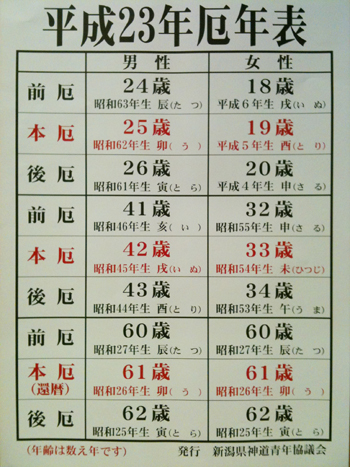 平成23年厄年表
男性 女性
前厄 24歳 18歳
昭和63年生 辰(たつ) 平成6年生 戌(いぬ)
本厄 25歳 19歳
昭和62年生 卯(う) 平成5年生 酉(とり)
後厄 26歳 20歳
昭和61年生 寅(とら) 平成4年生 申(さる)
前厄 41歳 32歳
昭和46年生 亥(い) 昭和55年生 申(さる)
本厄 42歳 33歳
昭和45年生 戌(いぬ) 昭和54年生 未(ひつじ)
後厄 43歳 34歳
昭和44年生 酉(とり) 昭和53年生 午(うま)
前厄 60歳 60歳
昭和27年生 辰(たつ) 昭和27年生 辰(たつ)
本厄 61歳 61歳
(還暦) 昭和26年生 卯(う) 昭和26年生 卯(う)
後厄 62歳 62歳
昭和25年生 寅(とら) 昭和25年生 寅(とら)
(年齢は数え年です) 発行 新潟県神道青年協議会